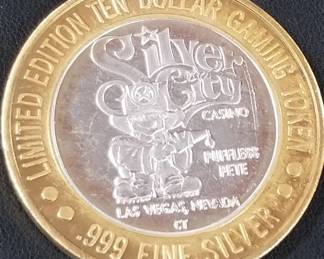 LIMITED EDITION TEN DOLLAR GAMING TOKEN
Silver
City
CASINO
PUFFLESS
PETE
LAS VEGAS, NEVADA
CT
.999 FINE SILVER